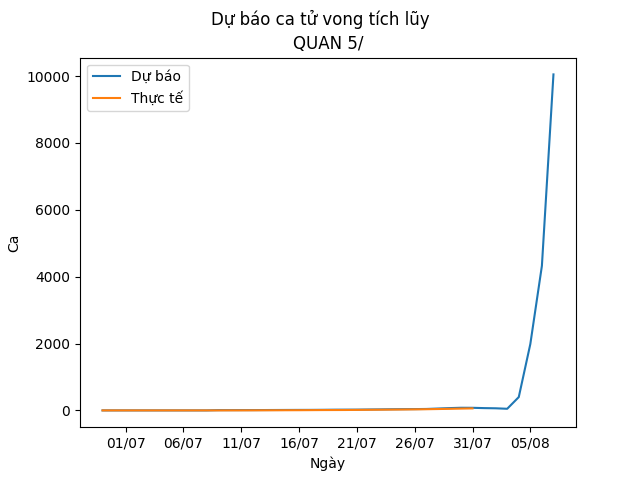 Dự báo ca tử vong tích lũy
QUAN 5/
Dự báo
Thực tế
10000
8000
6000
4000
2000
0
Ca
01/07 06/07 11/07 16/07 21/07 26/07 31/07 05/08
Ngày